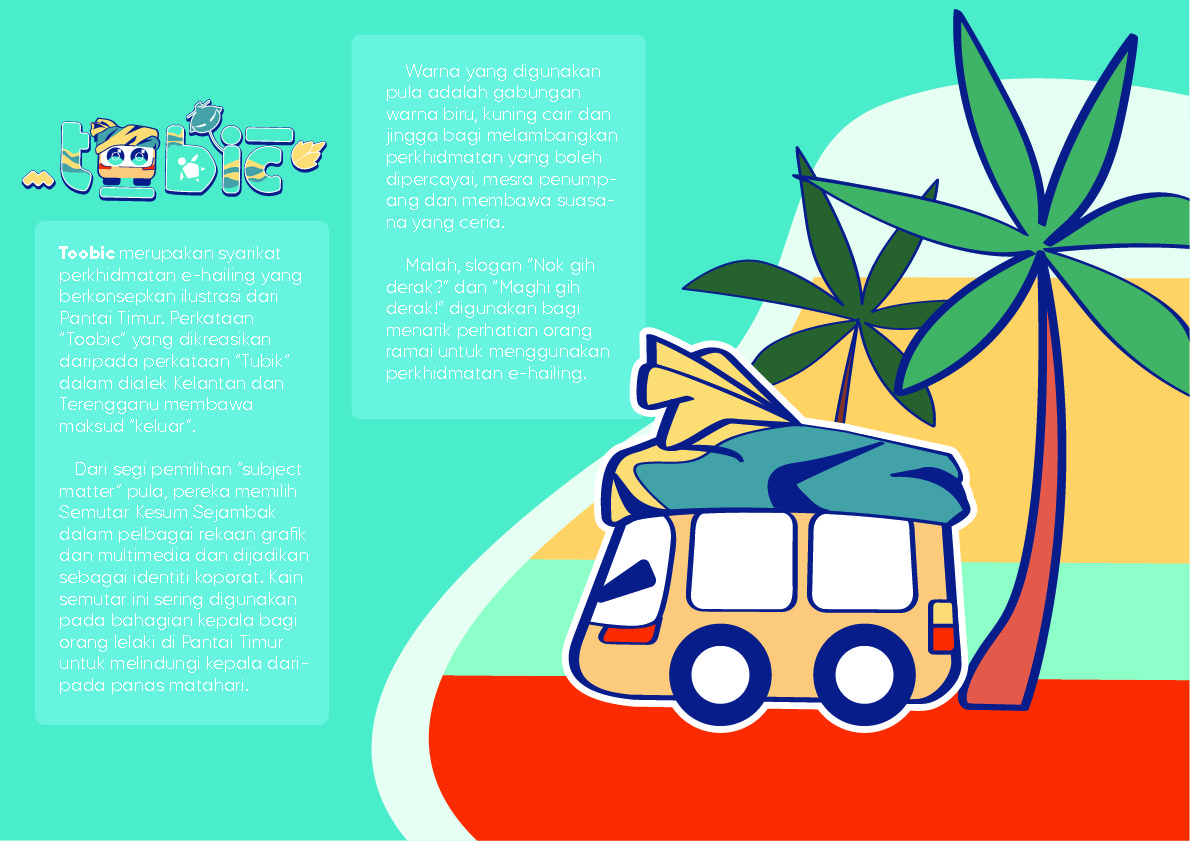 toobic
Toobic merupakan syarikat
perkhidmatan e-hailing yang
berkonsepkan ilustrasi dari
Pantai Timur. Perkataan
"Toobic" yang dikreasikan
daripada perkataan "Tubik"
dalam dialek Kelantan dan
Terengganu membawa
maksud "keluar".
Dari segi pemilihan "subject
matter" pula, pereka memilih
Semutar Kesum Sejambak
dalam pelbagai rekaan grafik
dan multimedia dan dijadikan
sebagai identiti koporat. Kain
semutar ini sering digunakan
pada bahagian kepala bagi
orang lelaki di Pantai Timur
untuk melindungi kepala dari-
pada panas matahari.
Warna yang digunakan
pula adalah gabungan
warna biru, kuning cair dan
jingga bagi melambangkan
perkhidmatan yang boleh
dipercayai, mesra penump-
ang dan membawa suasa-
na yang ceria.
Malah, slogan "Nok gih
derak?" dan "Maghi gih
derak!" digunakan bagi
menarik perhatian orang
ramai untuk menggunakan
perkhidmatan e-hailing.